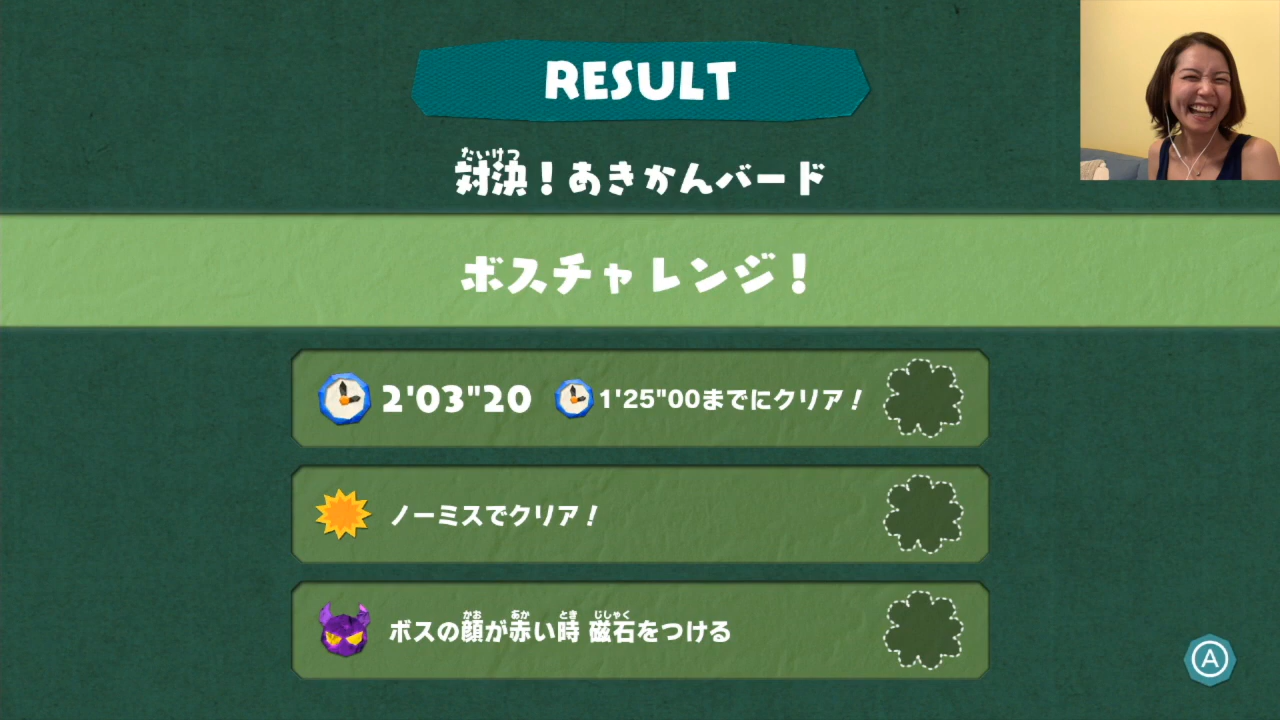 RESULT
たいけつ
対決！あきかんバード
ボスチャレンジ！
2'03"20 1'25"00までにクリア！
ノーミスでクリア！
かお あか とき じしゃく
ボスの顔が赤い時 磁石をつける
A